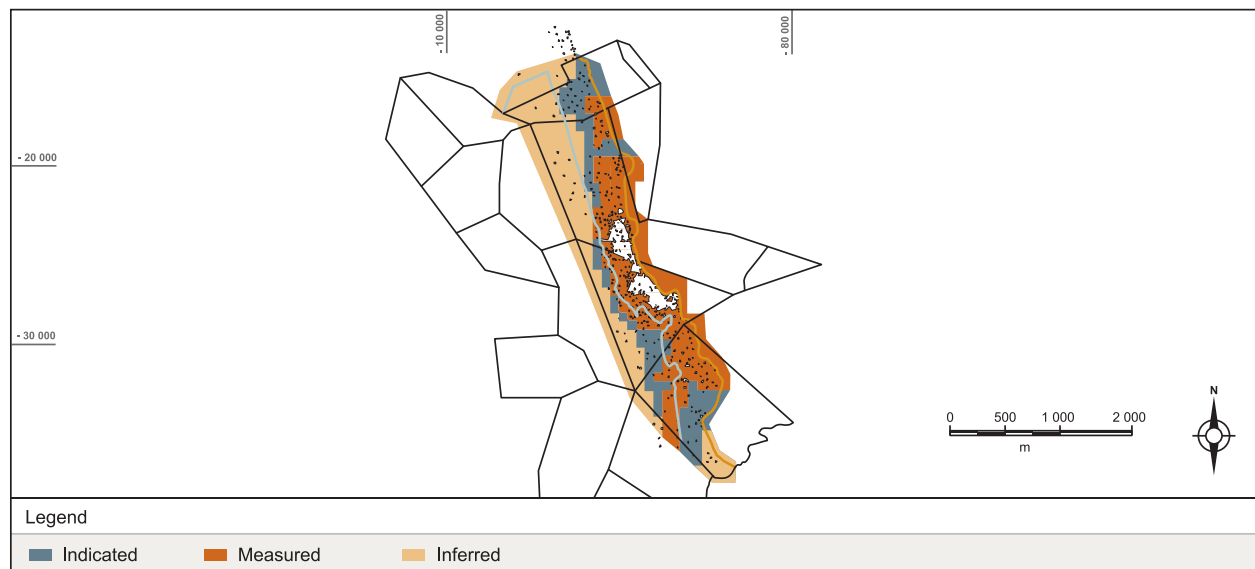 - 10 000
- 80 000
- 20 000
- 30 000
N
0 500 1 000 2 000
m
Legend
Indicated Measured Inferred